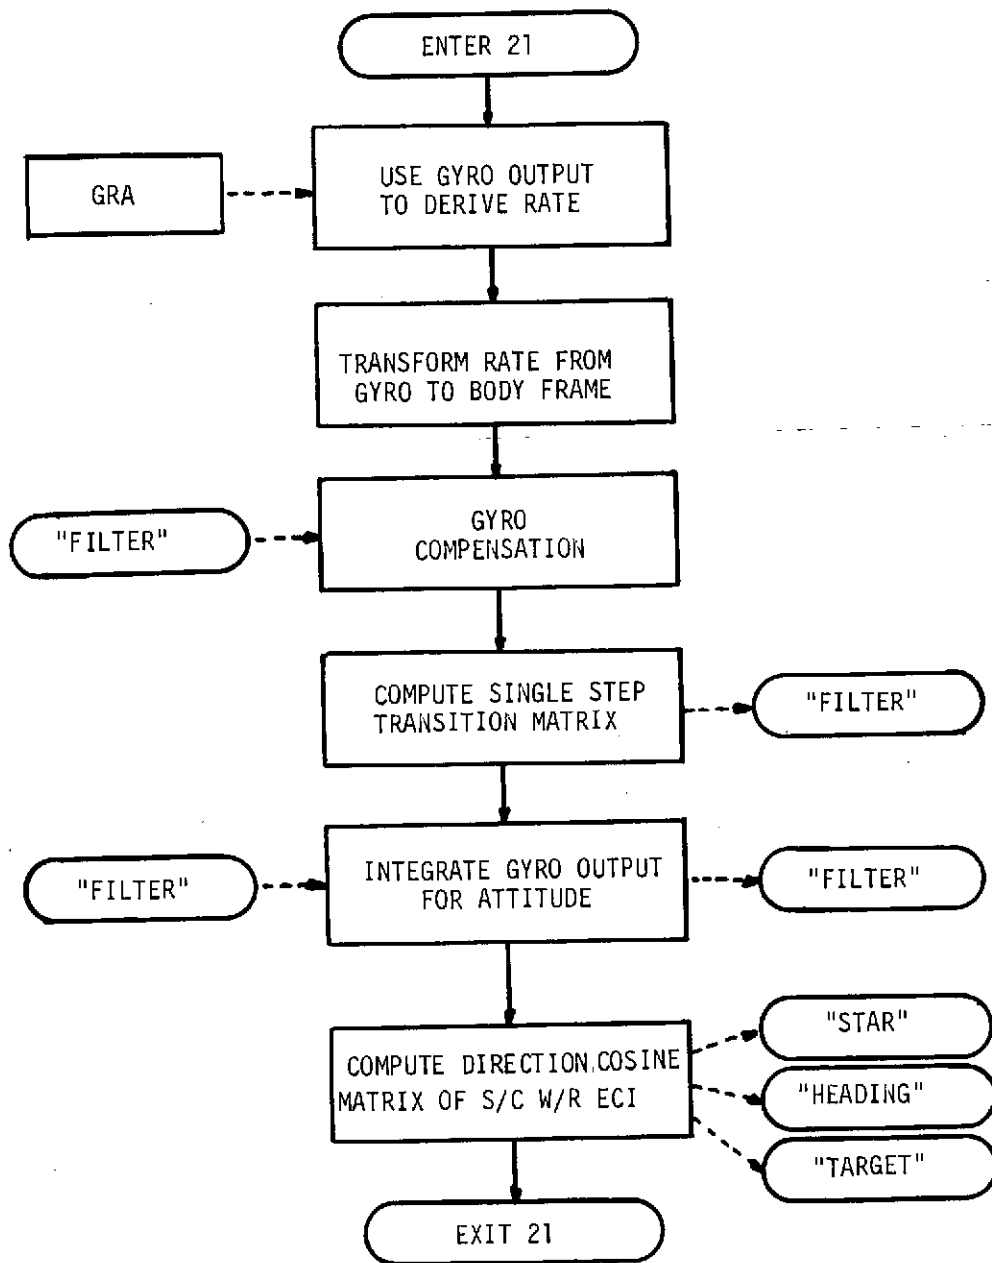 ENTER 21
GRA
USE GYRO OUTPUT
TO DERIVE RATE
TRANSFORM RATE FROM
GYRO TO BODY FRAME
"FILTER"
GYRO
COMPENSATION
COMPUTE SINGLE STEP
TRANSITION MATRIX
"FILTER"
"FILTER"
INTEGRATE GYRO OUTPUT
FOR ATTITUDE
"FILTER"
COMPUTE DIRECTION COSINE
MATRIX OF S/C W/R ECI
"STAR"
"HEADING"
"TARGET"
EXIT 21